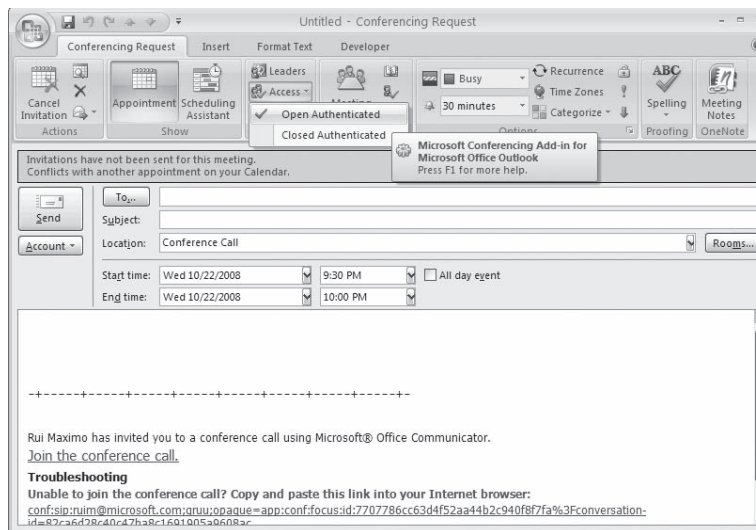 Untitled - Conferencing Request
Conferencing Request Insert Format Text Developer
Cancel Invitation
Appointment
Scheduling Assistant
Leaders
Access
Busy
30 minutes
Recurrence
Time Zones
Categorize
ABC
Spelling
Meeting Notes
Actions Show Options Proofing OneNote
Open Authenticated
Closed Authenticated
Microsoft Conferencing Add-in for
Microsoft Office Outlook
Press F1 for more help.
Invitations have not been sent for this meeting.
Conflicts with another appointment on your Calendar.
Send
Account
To...
Subject:
Location: Conference Call Rooms...
Start time: Wed 10/22/2008 9:30 PM All day event
End time: Wed 10/22/2008 10:00 PM
-+-----+-----+-----+-----+-----+-----+-----+-
Rui Maximo has invited you to a conference call using Microsoft® Office Communicator.
Join the conference call.
Troubleshooting
Unable to join the conference call? Copy and paste this link into your Internet browser:
conf:sip:ruim@microsoft.com;gruu;opaque=app:conf:focus:id:7707786cc63d4f52aa44b2c940f8f7fa%3Fconversation-
id=82ca6d28c40c47ba8c1691905a9608ac